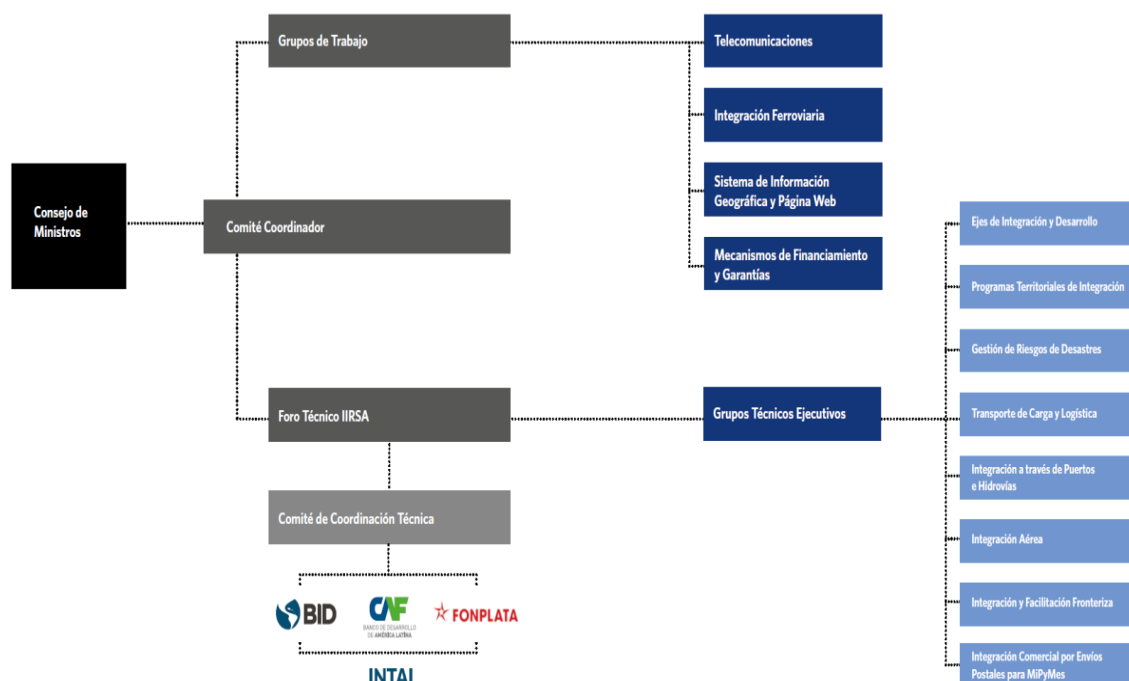 Grupos de Trabajo
Telecomunicaciones
Integración Ferroviaria
Sistema de Información
Geográfica y Página Web
Mecanismos de Financiamiento
y Garantías
Consejo de
Ministros
Comité Coordinador
Foro Técnico IIRSA
Grupos Técnicos Ejecutivos
Comité de Coordinación Técnica
BID
CAF
BANCO DE DESARROLLO
DE AMÉRICA LATINA
FONPLATA
INTAL
Ejes de Integración y Desarrollo
Programas Territoriales de Integración
Gestión de Riesgos de Desastres
Transporte de Carga y Logística
Integración a través de Puertos
e Hidrovías
Integración Aérea
Integración y Facilitación Fronteriza
Integración Comercial por Envíos
Postales para MiPyMes